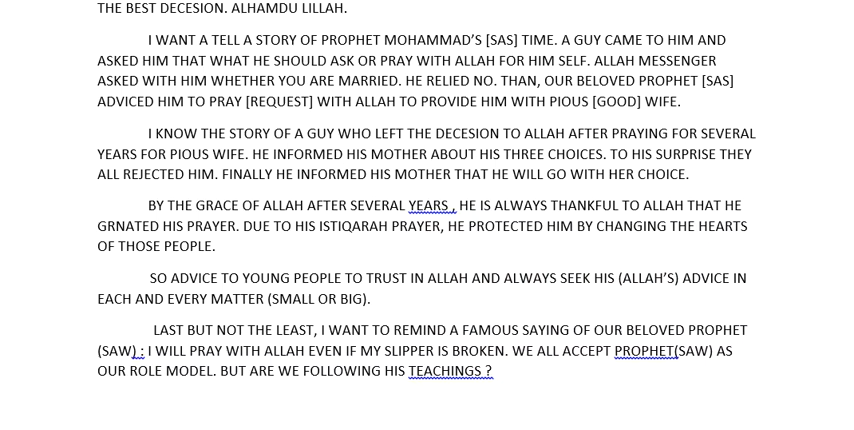 THE BEST DECESION. ALHAMDU LILLAH.
I WANT A TELL A STORY OF PROPHET MOHAMMAD’S [SAS] TIME. A GUY CAME TO HIM AND
ASKED HIM THAT WHAT HE SHOULD ASK OR PRAY WITH ALLAH FOR HIM SELF. ALLAH MESSENGER
ASKED WITH HIM WHETHER YOU ARE MARRIED. HE RELIED NO. THAN, OUR BELOVED PROPHET [SAS]
ADVICED HIM TO PRAY [REQUEST] WITH ALLAH TO PROVIDE HIM WITH PIOUS [GOOD] WIFE.
I KNOW THE STORY OF A GUY WHO LEFT THE DECESION TO ALLAH AFTER PRAYING FOR SEVERAL
YEARS FOR PIOUS WIFE. HE INFORMED HIS MOTHER ABOUT HIS THREE CHOICES. TO HIS SURPRISE THEY
ALL REJECTED HIM. FINALLY HE INFORMED HIS MOTHER THAT HE WILL GO WITH HER CHOICE.
BY THE GRACE OF ALLAH AFTER SEVERAL YEARS , HE IS ALWAYS THANKFUL TO ALLAH THAT HE
GRNATED HIS PRAYER. DUE TO HIS ISTIQARAH PRAYER, HE PROTECTED HIM BY CHANGING THE HEARTS
OF THOSE PEOPLE.
SO ADVICE TO YOUNG PEOPLE TO TRUST IN ALLAH AND ALWAYS SEEK HIS (ALLAH’S) ADVICE IN
EACH AND EVERY MATTER (SMALL OR BIG).
LAST BUT NOT THE LEAST, I WANT TO REMIND A FAMOUS SAYING OF OUR BELOVED PROPHET
(SAW) : I WILL PRAY WITH ALLAH EVEN IF MY SLIPPER IS BROKEN. WE ALL ACCEPT PROPHET(SAW) AS
OUR ROLE MODEL. BUT ARE WE FOLLOWING HIS TEACHINGS ?